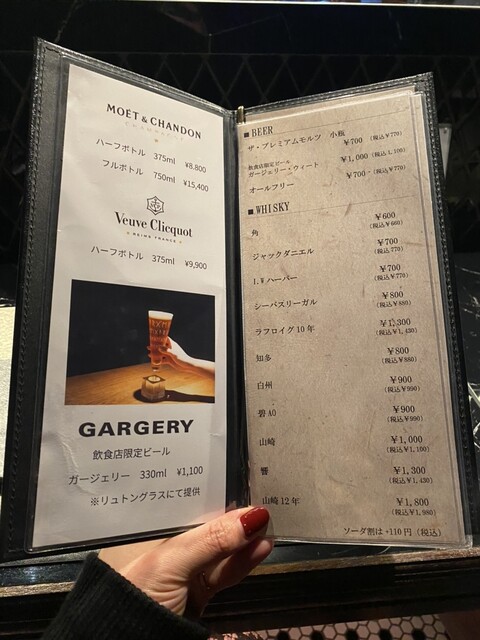 MOËT & CHANDON
CHAMPAGNE
ハーフボトル 375ml ¥8,800
フルボトル 750ml ¥15,400
Veuve Clicquot
REIMS FRANCE
ハーフボトル 375ml ¥9,900
GARGERY
飲食店限定ビール
ガージェリー 330ml ¥1,100
※リュトングラスにて提供
■BEER
ザ・プレミアムモルツ 小瓶 ¥700 (税込¥770)
飲食店限定ビール
ガージェリー・ウィート ¥1,000 (税込1,100)
オールフリー ¥700 (税込¥770)
■WHISKY
角 ¥600 (税込¥660)
ジャックダニエル ¥700 (税込770)
I.Wハーパー ¥700 (税込¥770)
シーバスリーガル ¥800 (税込¥880)
ラフロイグ10年 ¥1,300 (税込¥1,430)
知多 ¥800 (税込¥880)
白州 ¥900 (税込¥990)
碧AO ¥900 (税込¥990)
山崎 ¥1,000 (税込¥1,100)
響 ¥1,300 (税込¥1,430)
山崎12年 ¥1,800 (税込¥1,980)
ソーダ割は+110円(税込)